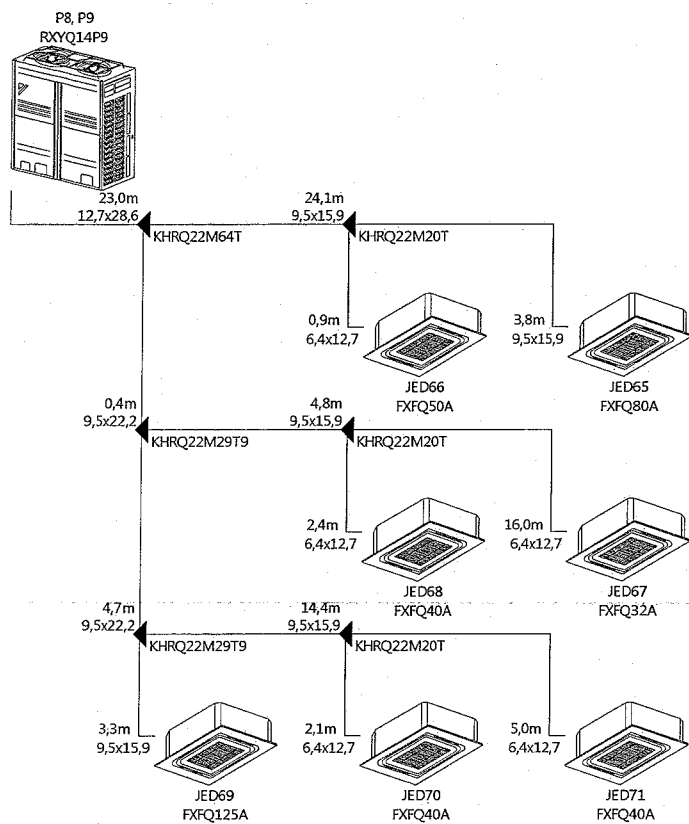 P8, P9
RXYQ14P9
23,0m
12,7x28,6
KHRQ22M64T
24,1m
9,5x15,9
KHRQ22M20T
0,9m
6,4x12,7
JED66
FXFQ50A
3,8m
9,5x15,9
JED65
FXFQ80A
0,4m
9,5x22,2
KHRQ22M29T9
4,8m
9,5x15,9
KHRQ22M20T
2,4m
6,4x12,7
JED68
FXFQ40A
16,0m
6,4x12,7
JED67
FXFQ32A
4,7m
9,5x22,2
KHRQ22M29T9
14,4m
9,5x15,9
KHRQ22M20T
3,3m
9,5x15,9
JED69
FXFQ125A
2,1m
6,4x12,7
JED70
FXFQ40A
5,0m
6,4x12,7
JED71
FXFQ40A